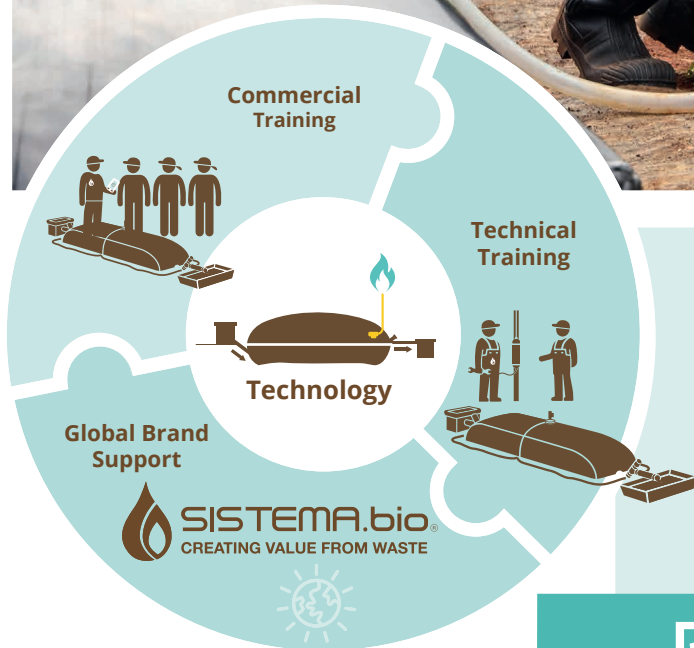 Commercial
Training
Technical
Training
Technology
Global Brand
Support
SISTEMA.bio®
CREATING VALUE FROM WASTE